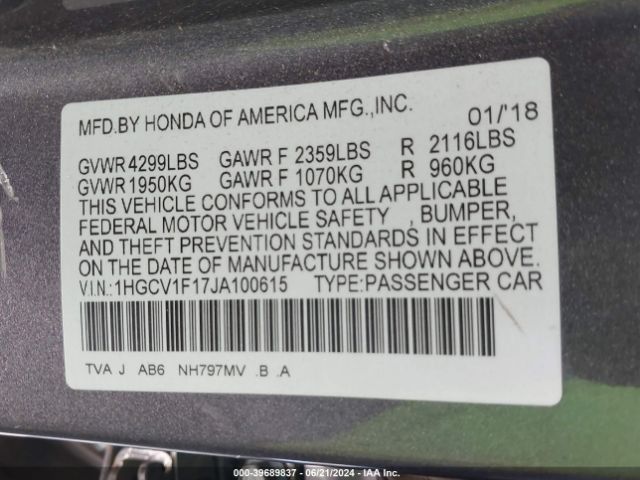 MFD.BY HONDA OF AMERICA MFG.,INC. 01/'18
GVWR 4299LBS GAWR F 2359LBS R 2116LBS
GVWR 1950KG GAWR F 1070KG R 960KG
THIS VEHICLE CONFORMS TO ALL APPLICABLE
FEDERAL MOTOR VEHICLE SAFETY , BUMPER,
AND THEFT PREVENTION STANDARDS IN EFFECT
ON THE DATE OF MANUFACTURE SHOWN ABOVE.
V.I.N.:1HGCV1F17JA100615 TYPE:PASSENGER CAR
TVA J AB6 NH797MV .B .A
000-39689837 - 06/21/2024 - IAAI.COM